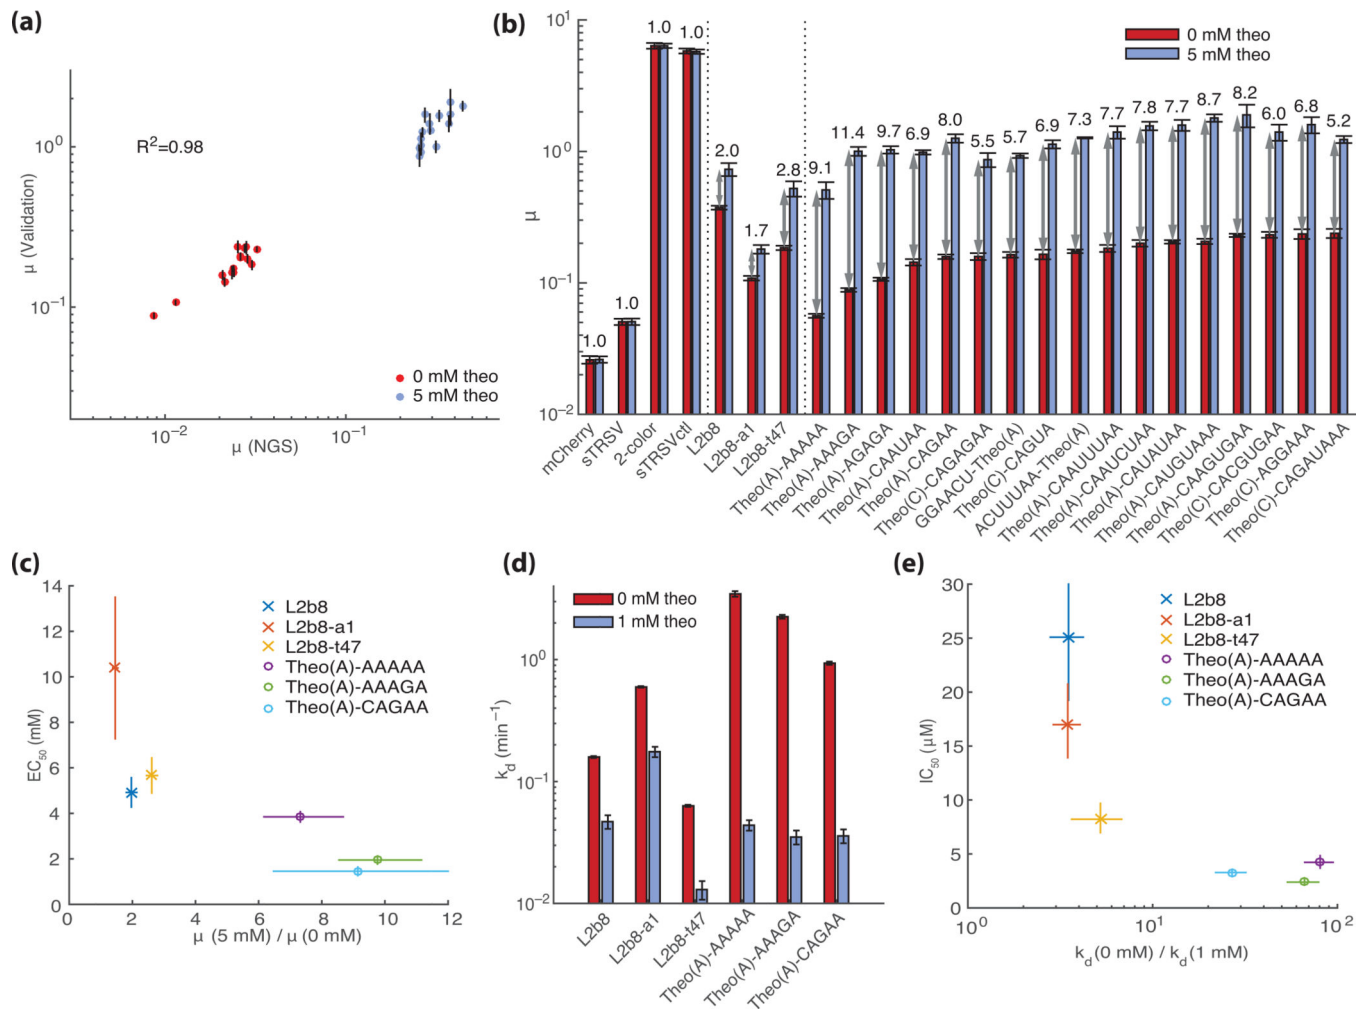 (a)
μ (Validation)
10⁰
10⁻¹
R²=0.98
0 mM theo
5 mM theo
10⁻²
10⁻¹
μ (NGS)
(b)
μ
10¹
10⁰
10⁻¹
10⁻²
0 mM theo
5 mM theo
1.0
1.0
1.0
1.0
2.0
1.7
2.8
9.1
11.4
9.7
6.9
8.0
5.5
5.7
6.9
7.3
7.7
7.8
7.7
8.7
8.2
6.0
6.8
5.2
mCherry
sTRSV
2-color
sTRSVctl
L2b8
L2b8-a1
L2b8-t47
Theo(A)-AAAAA
Theo(A)-AAAGA
Theo(A)-AGAGA
Theo(A)-CAAUAA
Theo(A)-CAGAA
Theo(C)-CAGAGAA
GGAACU-Theo(A)
Theo(C)-CAGUA
ACUUUAA-Theo(A)
Theo(A)-CAAUUUAA
Theo(A)-CAAUCUAA
Theo(A)-CAUAUAA
Theo(A)-CAUGUAAA
Theo(A)-CAAGUGAA
Theo(C)-CACGUGAA
Theo(C)-AGGAAA
Theo(C)-CAGAUAAA
(c)
EC₅₀ (mM)
14
12
10
8
6
4
2
0
L2b8
L2b8-a1
L2b8-t47
Theo(A)-AAAAA
Theo(A)-AAAGA
Theo(A)-CAGAA
0 2 4 6 8 10 12
μ (5 mM) / μ (0 mM)
(d)
k_d (min⁻¹)
0 mM theo
1 mM theo
10⁰
10⁻¹
10⁻²
L2b8
L2b8-a1
L2b8-t47
Theo(A)-AAAAA
Theo(A)-AAAGA
Theo(A)-CAGAA
(e)
IC₅₀ (μM)
30
25
20
15
10
5
0
L2b8
L2b8-a1
L2b8-t47
Theo(A)-AAAAA
Theo(A)-AAAGA
Theo(A)-CAGAA
10⁰ 10¹ 10²
k_d(0 mM) / k_d(1 mM)